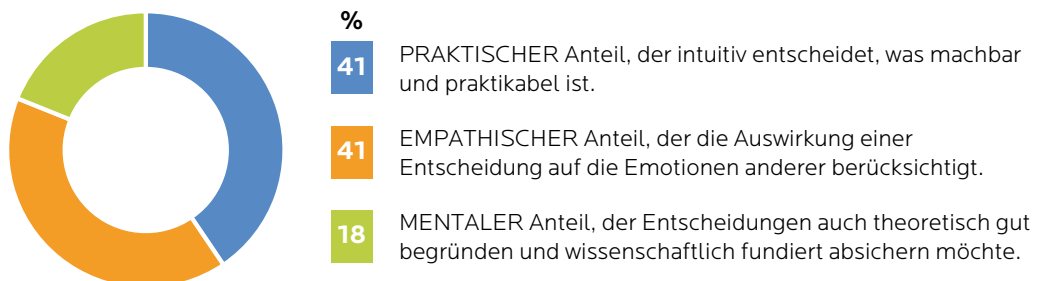 %
41 PRAKTISCHER Anteil, der intuitiv entscheidet, was machbar
und praktikabel ist.
41 EMPATHISCHER Anteil, der die Auswirkung einer
Entscheidung auf die Emotionen anderer berücksichtigt.
18 MENTALER Anteil, der Entscheidungen auch theoretisch gut
begründen und wissenschaftlich fundiert absichern möchte.